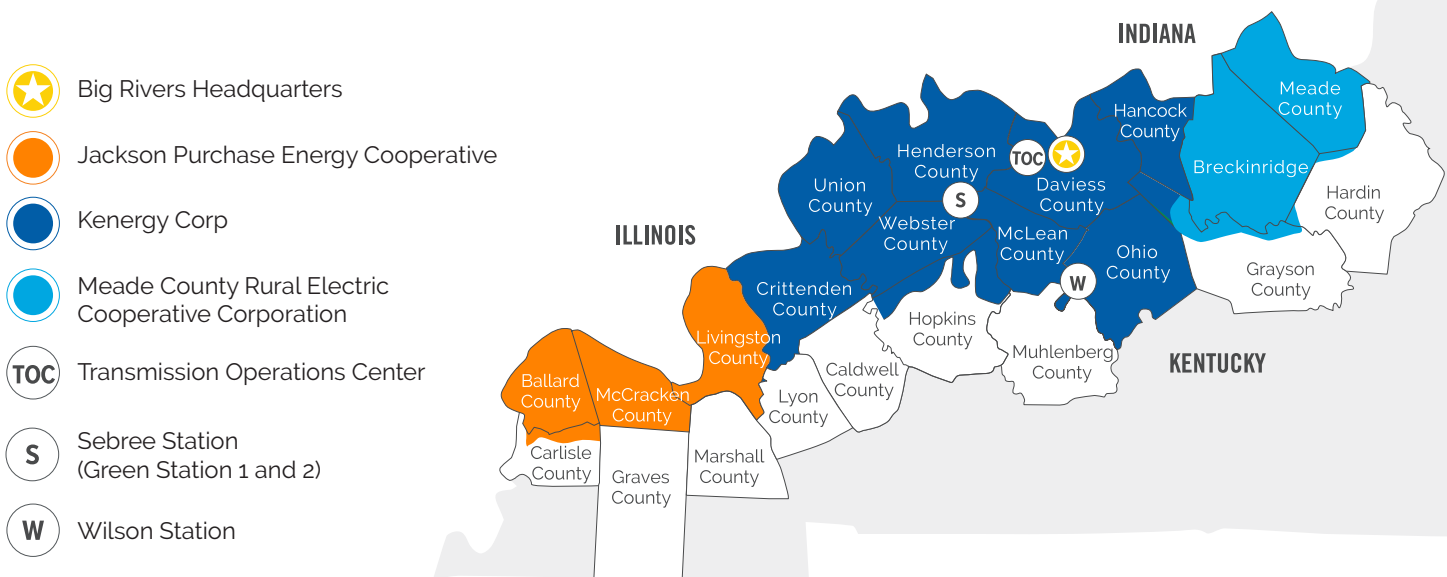 Big Rivers Headquarters
Jackson Purchase Energy Cooperative
Kenergy Corp
Meade County Rural Electric
Cooperative Corporation
TOC
Transmission Operations Center
S
Sebree Station
(Green Station 1 and 2)
W
Wilson Station
INDIANA
ILLINOIS
KENTUCKY
Meade
County
Hancock
County
Breckinridge
Hardin
County
Henderson
County
TOC
Daviess
County
Union
County
S
Webster
County
McLean
County
Ohio
County
W
Grayson
County
Crittenden
County
Hopkins
County
Muhlenberg
County
Livingston
County
Caldwell
County
Lyon
County
Ballard
County
McCracken
County
Carlisle
County
Graves
County
Marshall
County